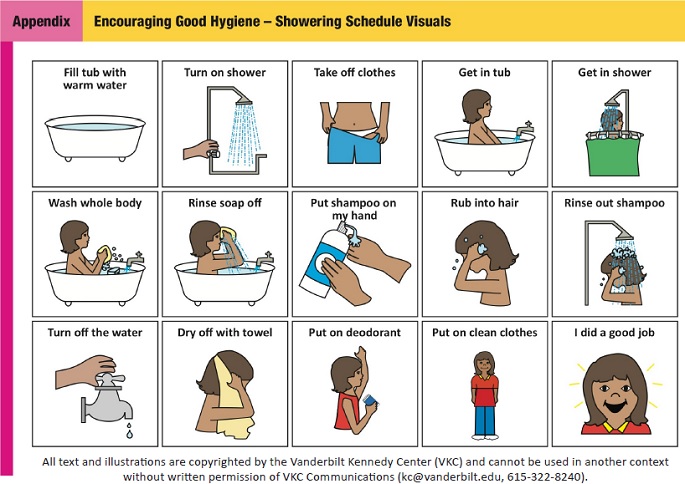 Appendix
Encouraging Good Hygiene – Showering Schedule Visuals
Fill tub with
warm water
Turn on shower
Take off clothes
Get in tub
Get in shower
Wash whole body
Rinse soap off
Put shampoo on
my hand
Rub into hair
Rinse out shampoo
Turn off the water
Dry off with towel
Put on deodorant
Put on clean clothes
I did a good job
All text and illustrations are copyrighted by the Vanderbilt Kennedy Center (VKC) and cannot be used in another context
without written permission of VKC Communications (kc@vanderbilt.edu, 615-322-8240).